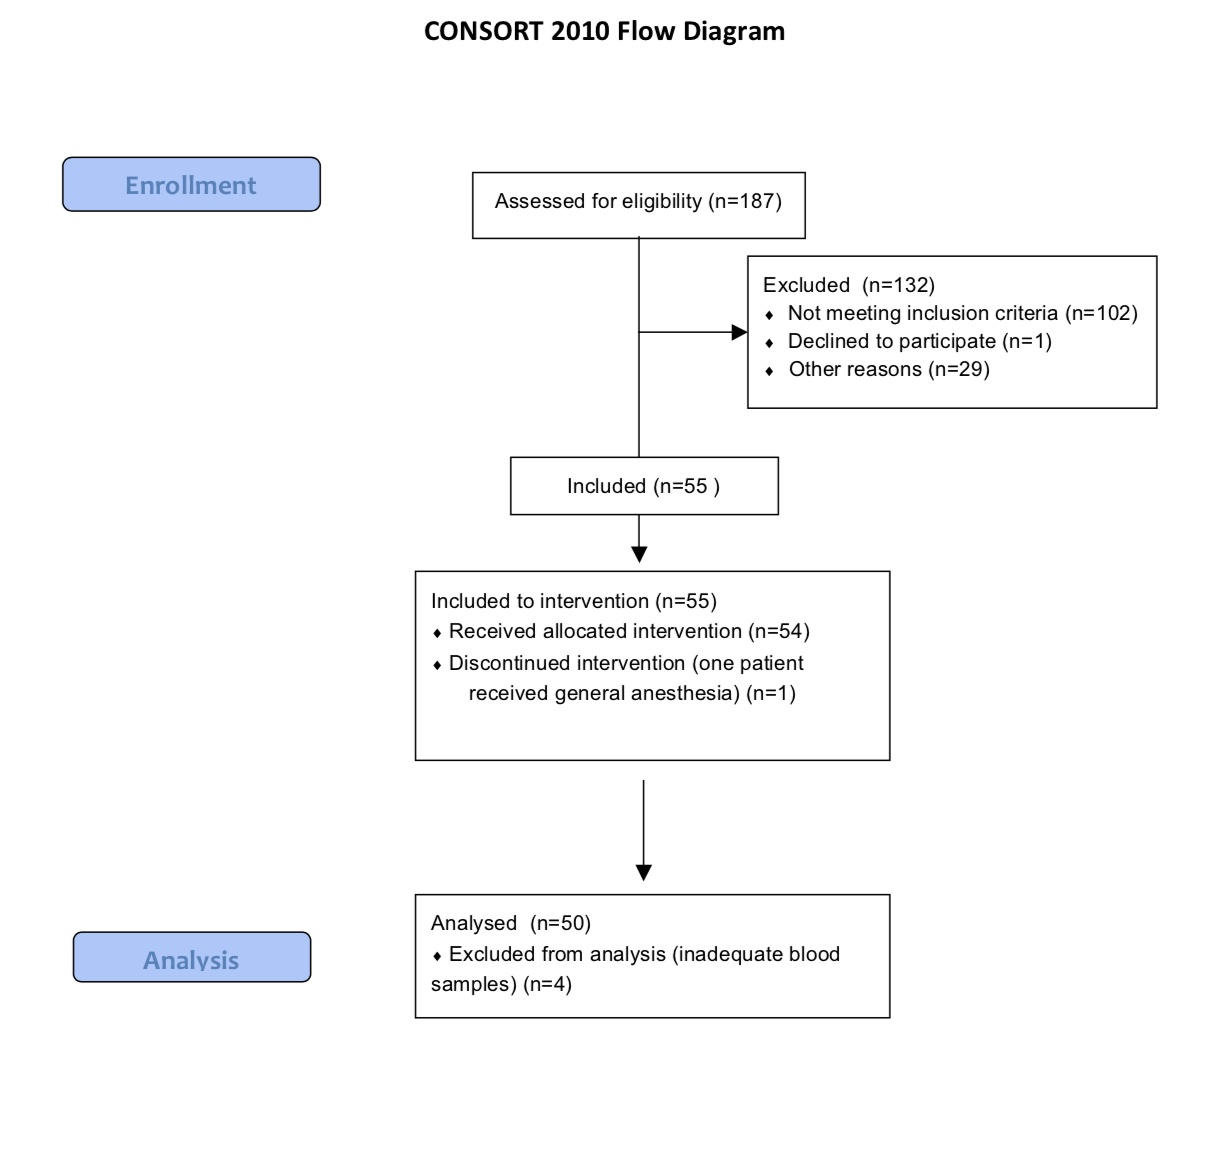 CONSORT 2010 Flow Diagram
Enrollment
Assessed for eligibility (n=187)
Excluded  (n=132)
♦ Not meeting inclusion criteria (n=102)
♦ Declined to participate (n=1)
♦ Other reasons (n=29)
Included (n=55 )
Included to intervention (n=55)
♦ Received allocated intervention (n=54)
♦ Discontinued intervention (one patient
received general anesthesia) (n=1)
Analysed  (n=50)
♦ Excluded from analysis (inadequate blood
samples) (n=4)
Analysis